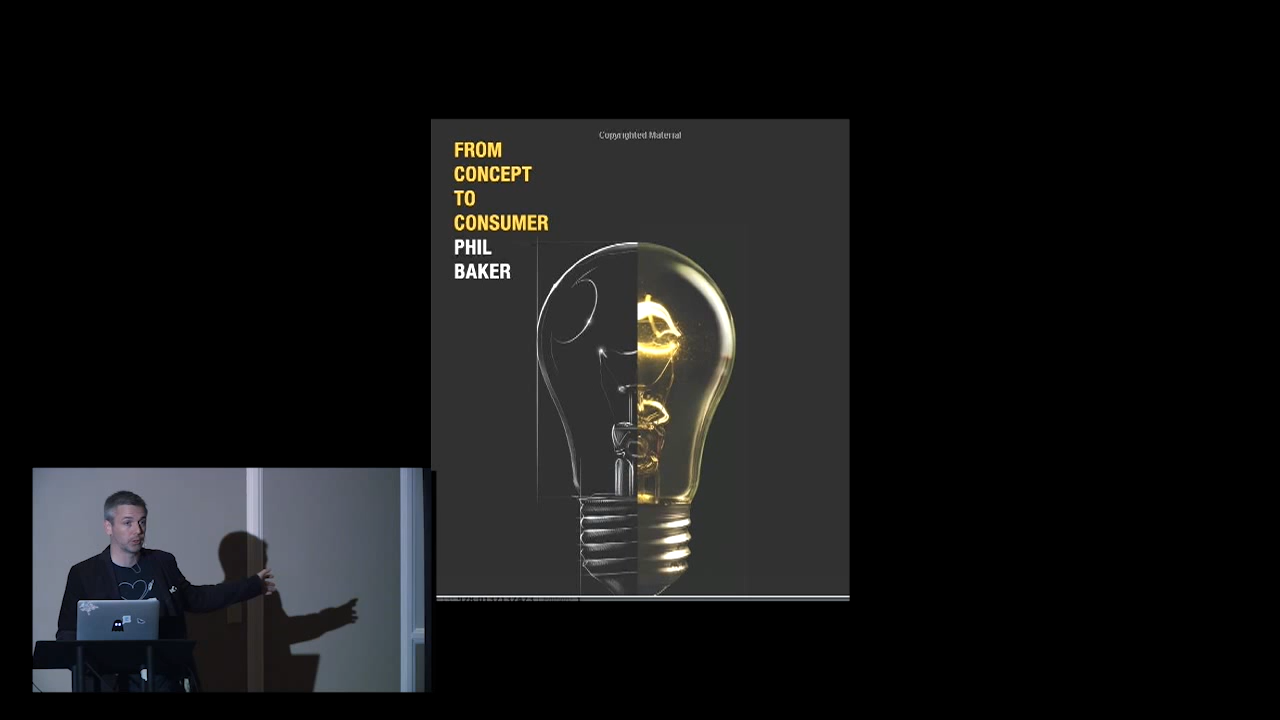 Copyrighted Material
FROM
CONCEPT
TO
CONSUMER
PHIL
BAKER